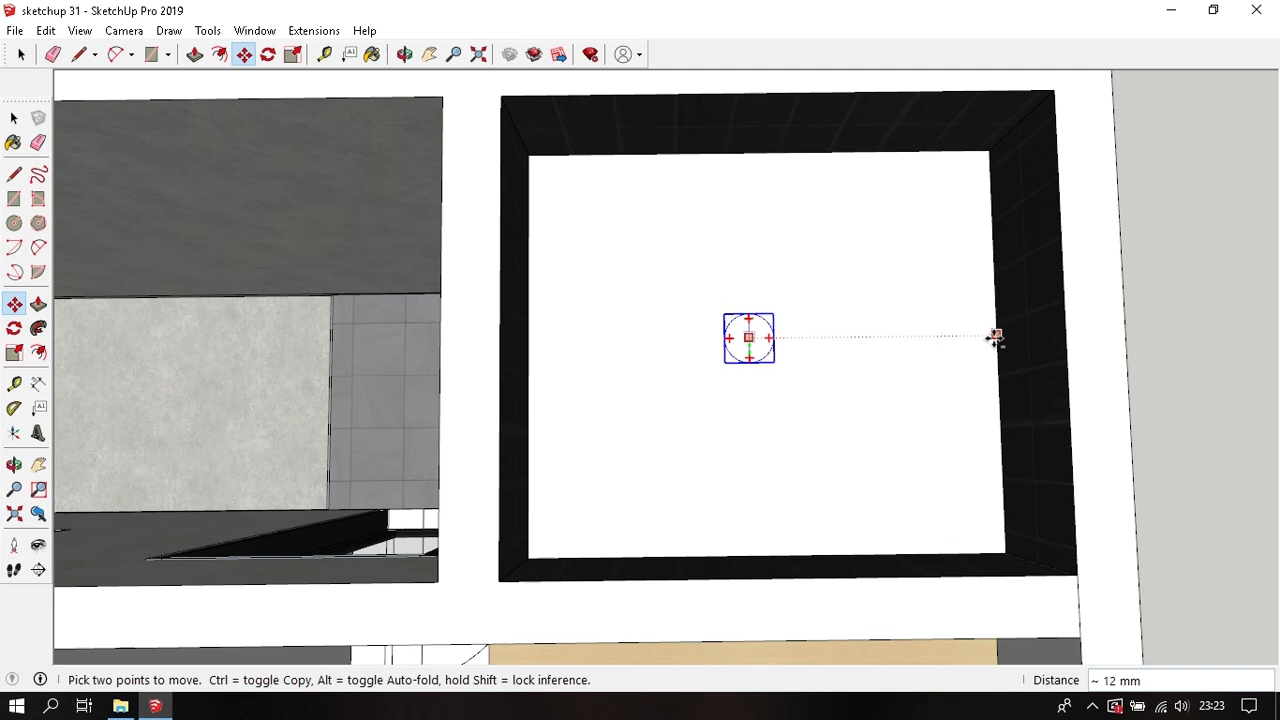 sketchup 31 - SketchUp Pro 2019
File Edit View Camera Draw Tools Window Extensions Help
Pick two points to move. Ctrl = toggle Copy, Alt = toggle Auto-fold, hold Shift = lock inference.
Distance ~ 12 mm
23:23